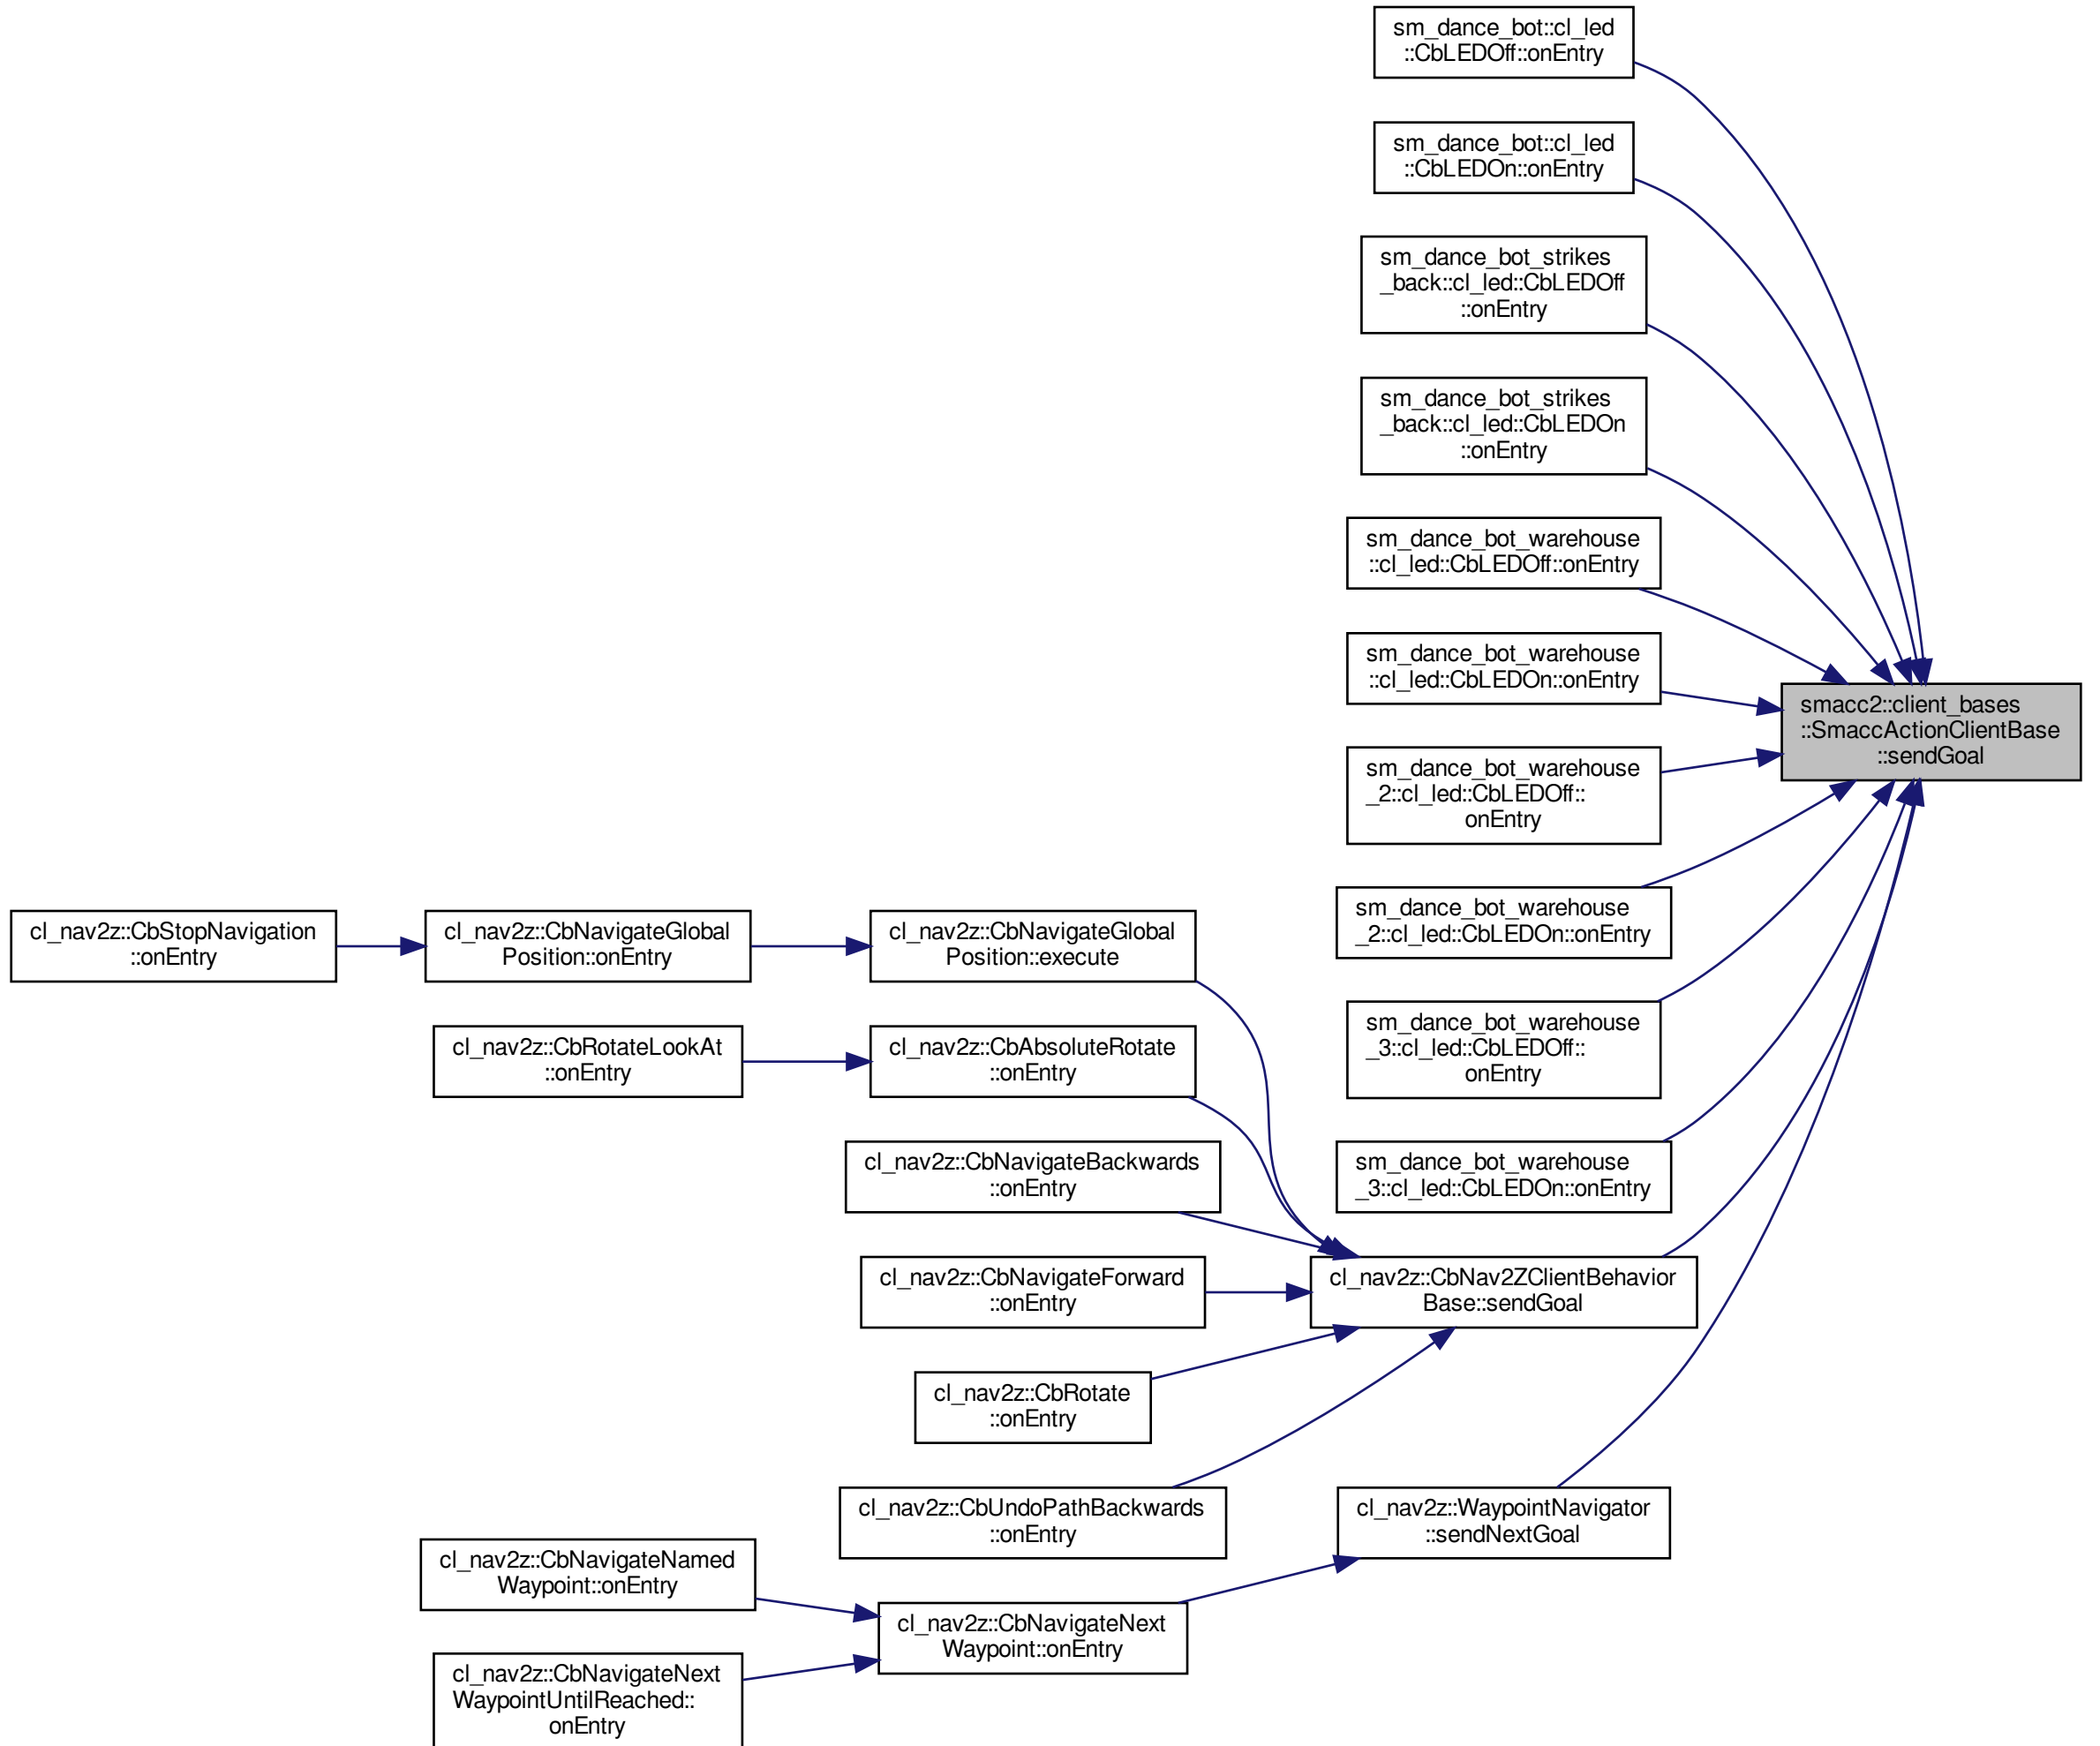 sm_dance_bot::cl_led
::CbLEDOff::onEntry
sm_dance_bot::cl_led
::CbLEDOn::onEntry
sm_dance_bot_strikes
_back::cl_led::CbLEDOff
::onEntry
sm_dance_bot_strikes
_back::cl_led::CbLEDOn
::onEntry
sm_dance_bot_warehouse
::cl_led::CbLEDOff::onEntry
sm_dance_bot_warehouse
::cl_led::CbLEDOn::onEntry
smacc2::client_bases
::SmaccActionClientBase
::sendGoal
sm_dance_bot_warehouse
_2::cl_led::CbLEDOff::
onEntry
sm_dance_bot_warehouse
_2::cl_led::CbLEDOn::onEntry
cl_nav2z::CbStopNavigation
::onEntry
cl_nav2z::CbNavigateGlobal
Position::onEntry
cl_nav2z::CbNavigateGlobal
Position::execute
sm_dance_bot_warehouse
_3::cl_led::CbLEDOff::
onEntry
cl_nav2z::CbRotateLookAt
::onEntry
cl_nav2z::CbAbsoluteRotate
::onEntry
cl_nav2z::CbNavigateBackwards
::onEntry
sm_dance_bot_warehouse
_3::cl_led::CbLEDOn::onEntry
cl_nav2z::CbNavigateForward
::onEntry
cl_nav2z::CbNav2ZClientBehavior
Base::sendGoal
cl_nav2z::CbRotate
::onEntry
cl_nav2z::CbUndoPathBackwards
::onEntry
cl_nav2z::WaypointNavigator
::sendNextGoal
cl_nav2z::CbNavigateNamed
Waypoint::onEntry
cl_nav2z::CbNavigateNext
Waypoint::onEntry
cl_nav2z::CbNavigateNext
WaypointUntilReached::
onEntry